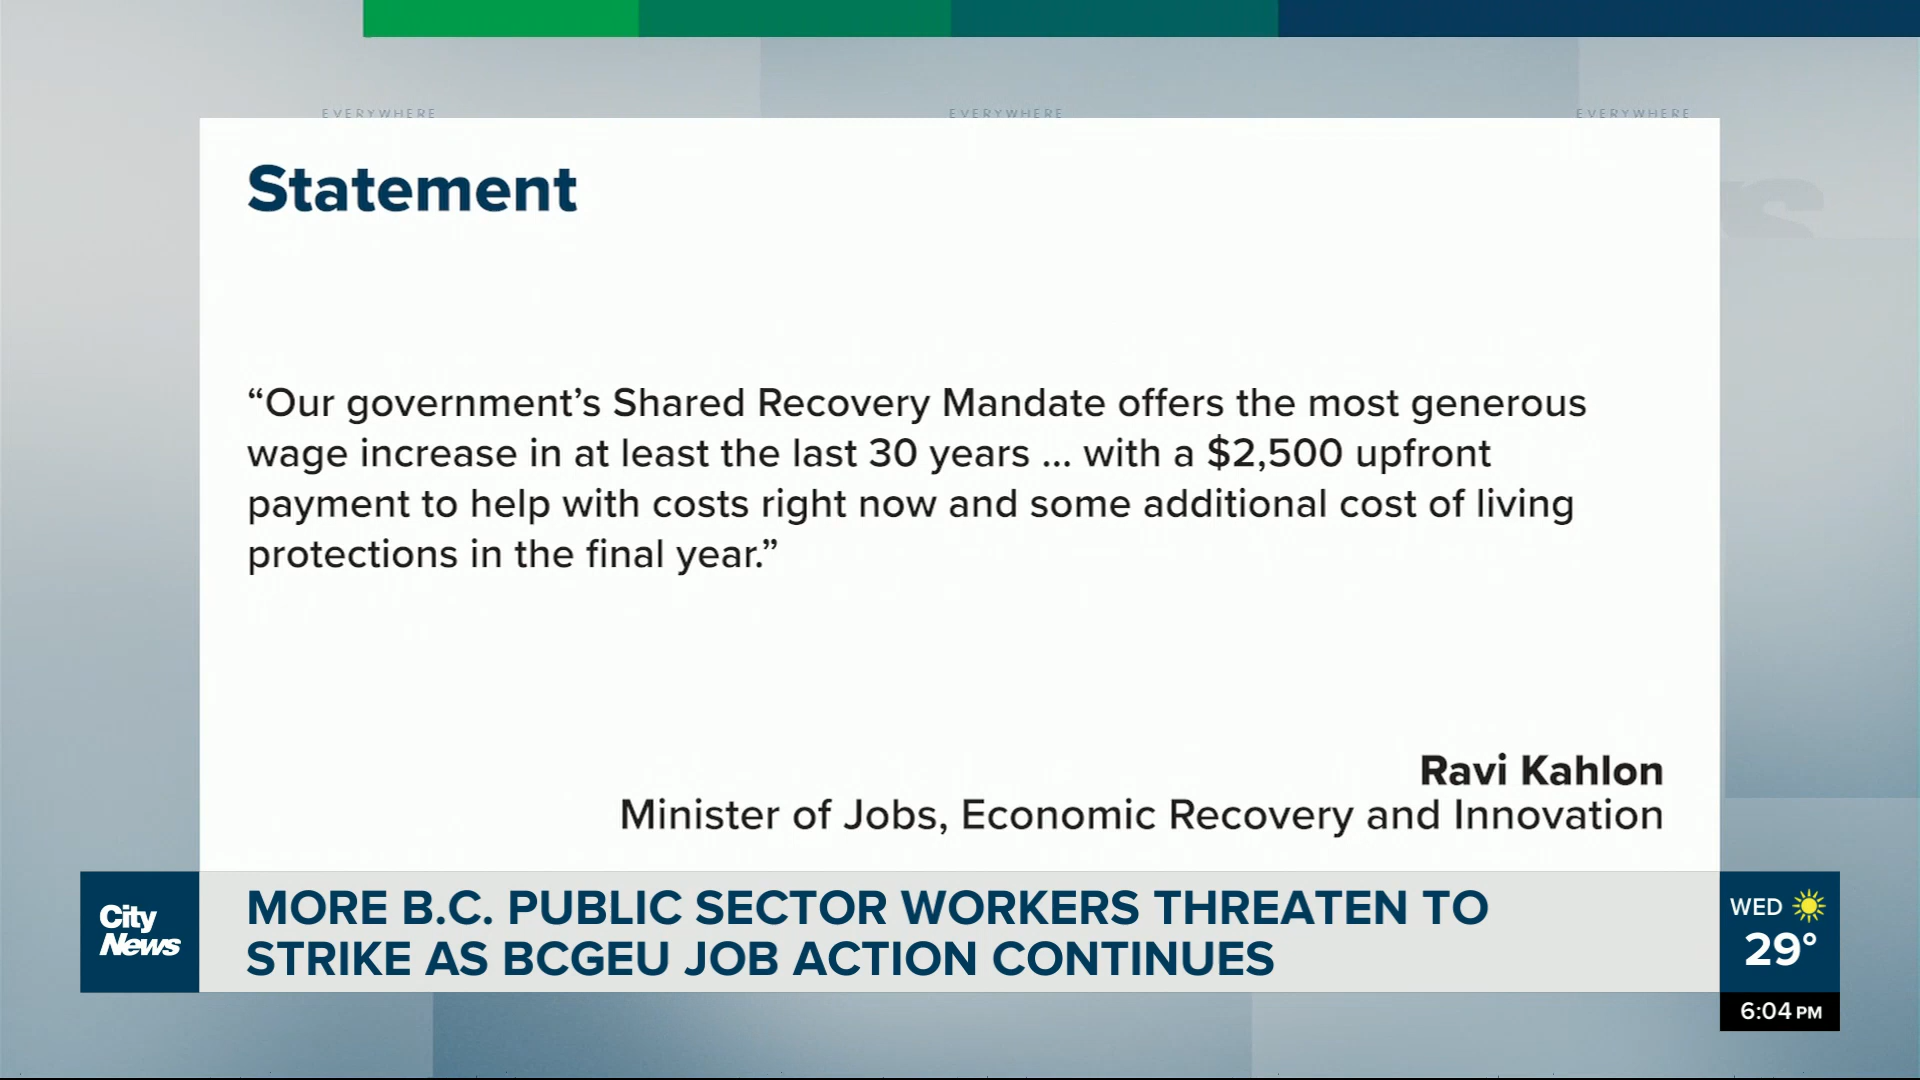 EVERYWHERE EVERYWHERE EVERYWHERE
Statement
“Our government’s Shared Recovery Mandate offers the most generous
wage increase in at least the last 30 years ... with a $2,500 upfront
payment to help with costs right now and some additional cost of living
protections in the final year.”
Ravi Kahlon
Minister of Jobs, Economic Recovery and Innovation
City
News
MORE B.C. PUBLIC SECTOR WORKERS THREATEN TO
STRIKE AS BCGEU JOB ACTION CONTINUES
WED
29°
6:04 PM